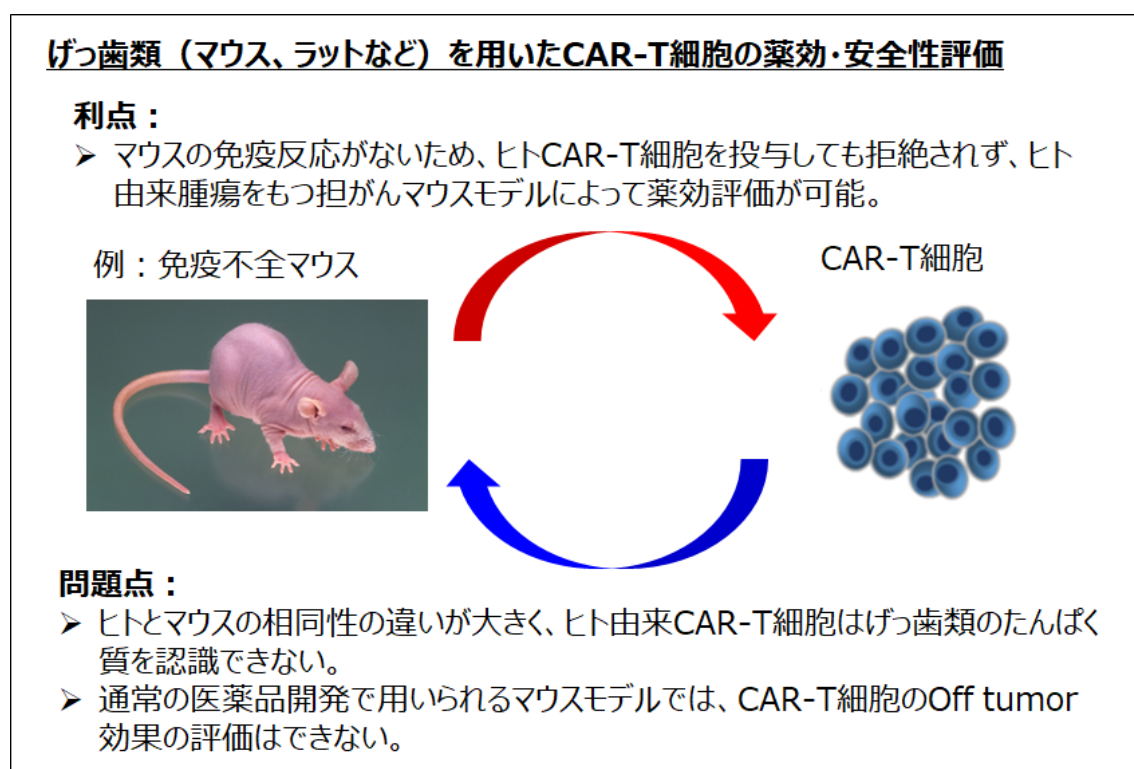 げっ歯類（マウス、ラットなど）を用いたCAR-T細胞の薬効・安全性評価
利点：
➢ マウスの免疫反応がないため、ヒトCAR-T細胞を投与しても拒絶されず、ヒト
由来腫瘍をもつ担がんマウスモデルによって薬効評価が可能。
例：免疫不全マウス
CAR-T細胞
問題点：
➢ ヒトとマウスの相同性の違いが大きく、ヒト由来CAR-T細胞はげっ歯類のたんぱく
質を認識できない。
➢ 通常の医薬品開発で用いられるマウスモデルでは、CAR-T細胞のOff tumor
効果の評価はできない。